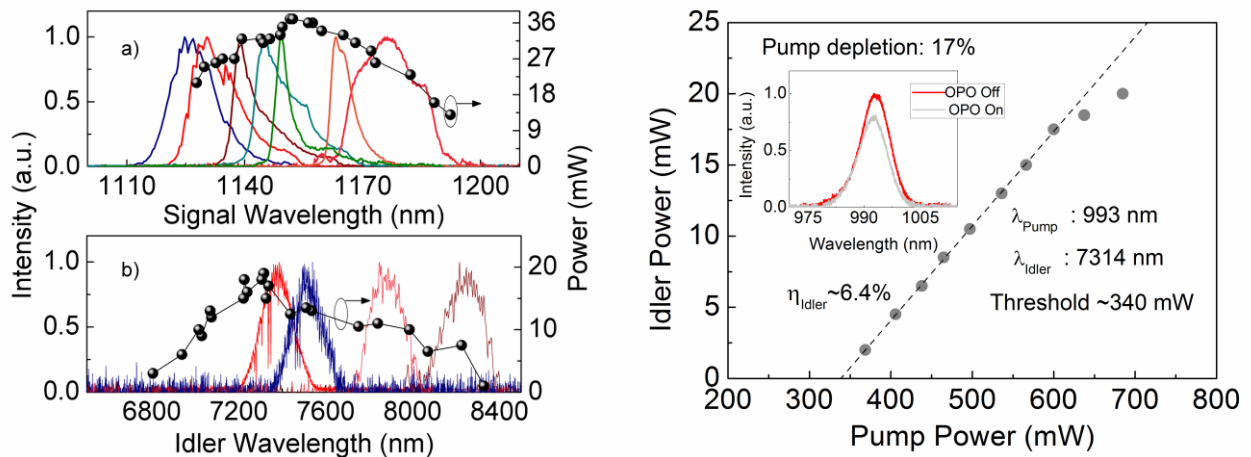 a)
1.0
0.5
0.0
36
27
18
9
0
1110 1140 1170 1200
Signal Wavelength (nm)
Intensity (a.u.)
Power (mW)
b)
1.0
0.5
0.0
20
10
0
6800 7200 7600 8000 8400
Idler Wavelength (nm)
25
20
15
10
5
0
Idler Power (mW)
Pump depletion: 17%
OPO Off
OPO On
1.0
0.5
0.0
Intensity (a.u.)
975 990 1005
Wavelength (nm)
λPump : 993 nm
λIdler : 7314 nm
ηIdler~6.4%
Threshold ~340 mW
200 300 400 500 600 700 800
Pump Power (mW)